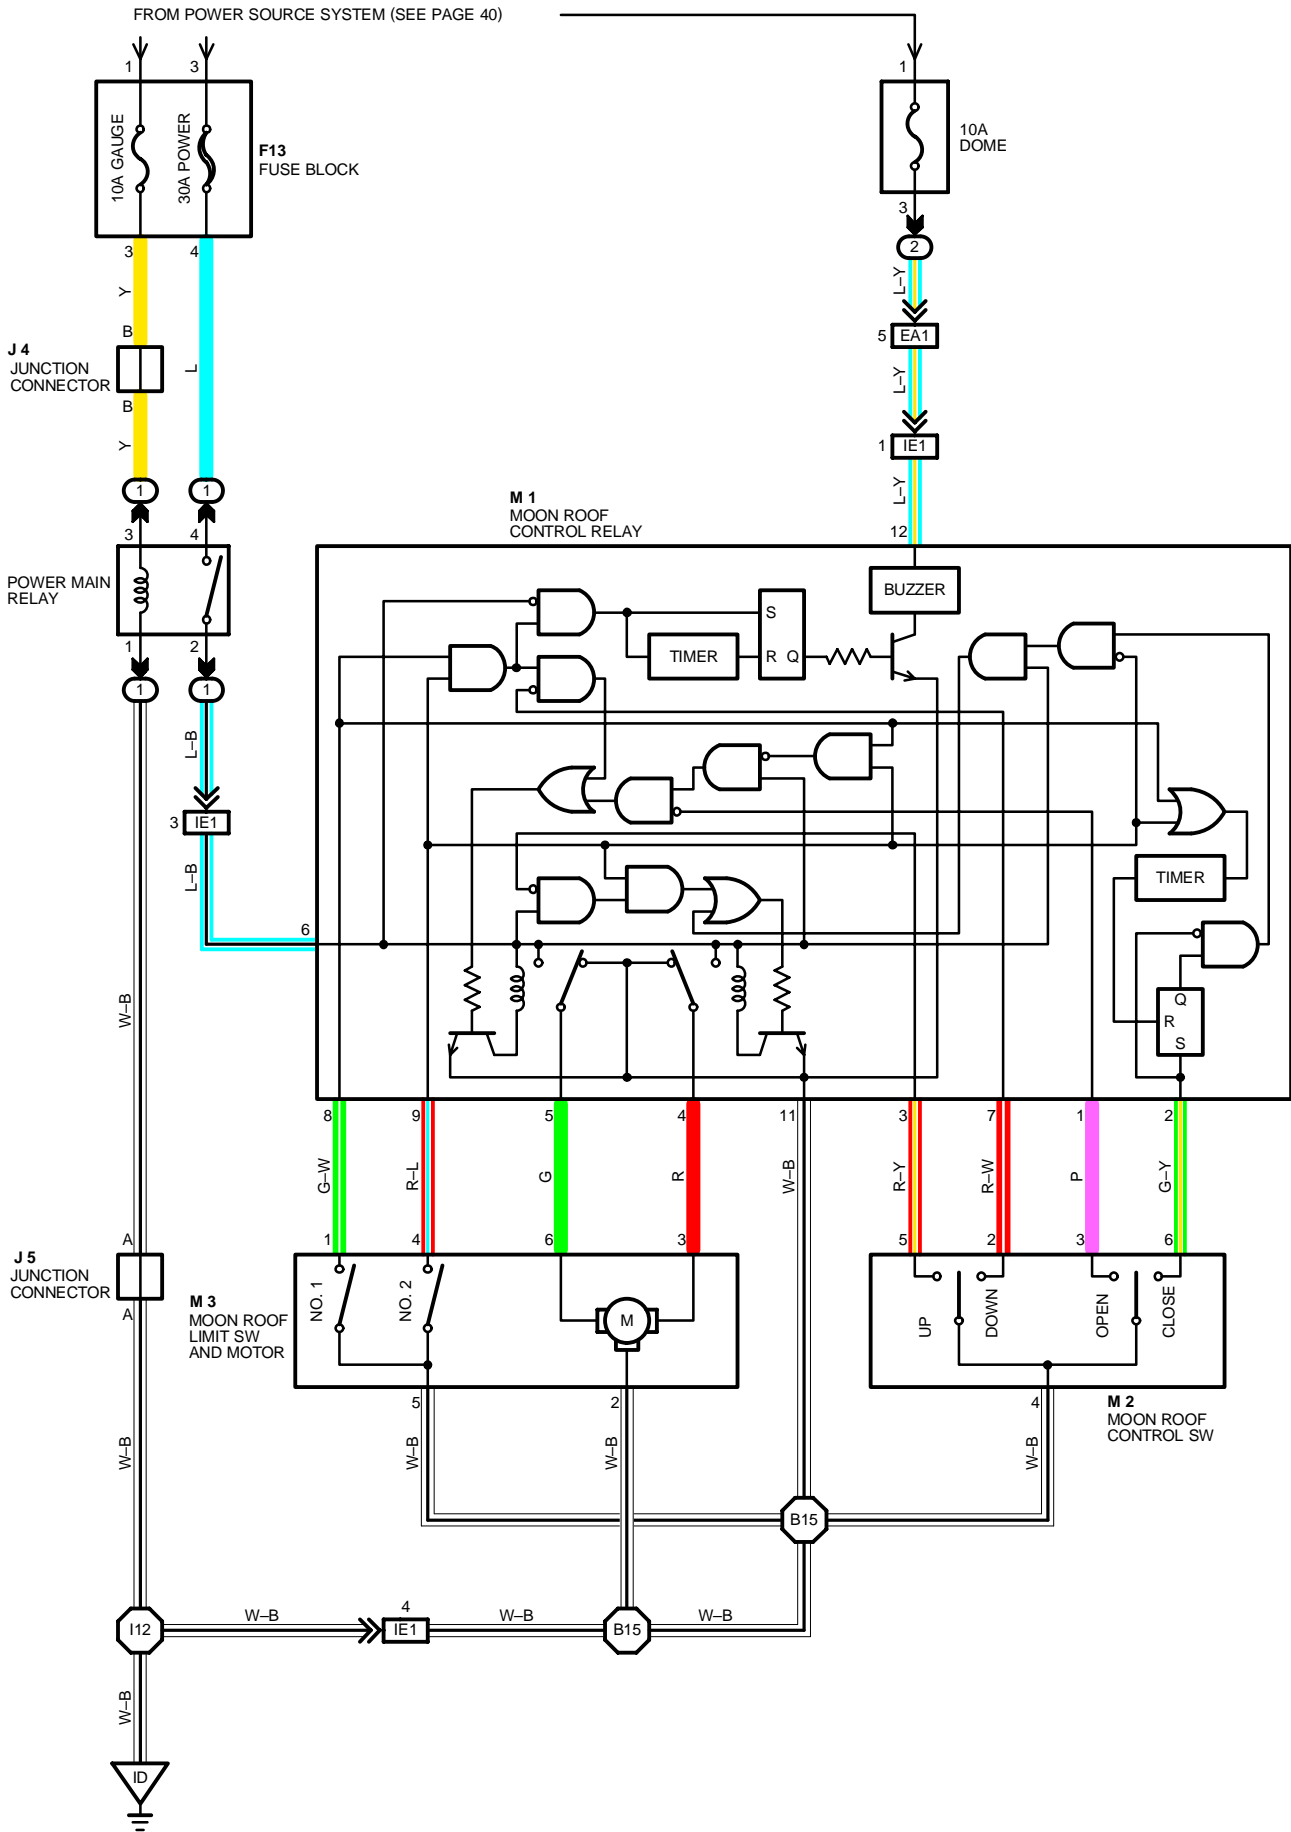 FROM POWER SOURCE SYSTEM (SEE PAGE 40)
1
3
1
10A GAUGE
30A POWER
F13
FUSE BLOCK
10A
DOME
3
4
3
2
Y
L
L–Y
B
J 4
JUNCTION
CONNECTOR
5
EA1
B
Y
L–Y
1
IE1
1
1
L–Y
M 1
MOON ROOF
CONTROL RELAY
3
4
12
POWER MAIN
RELAY
BUZZER
S
TIMER
R
Q
1
2
1
1
L–B
3
IE1
L–B
TIMER
6
Q
R
S
W–B
8
9
5
4
11
3
7
1
2
G–W
R–L
G
R
W–B
R–Y
R–W
P
G–Y
A
J 5
JUNCTION
CONNECTOR
A
1
4
6
3
5
2
3
6
M 3
MOON ROOF
LIMIT SW
AND MOTOR
NO. 1
NO. 2
M
UP
DOWN
OPEN
CLOSE
5
2
4
M 2
MOON ROOF
CONTROL SW
W–B
W–B
W–B
W–B
B15
I12
W–B
4
IE1
W–B
B15
W–B
W–B
ID